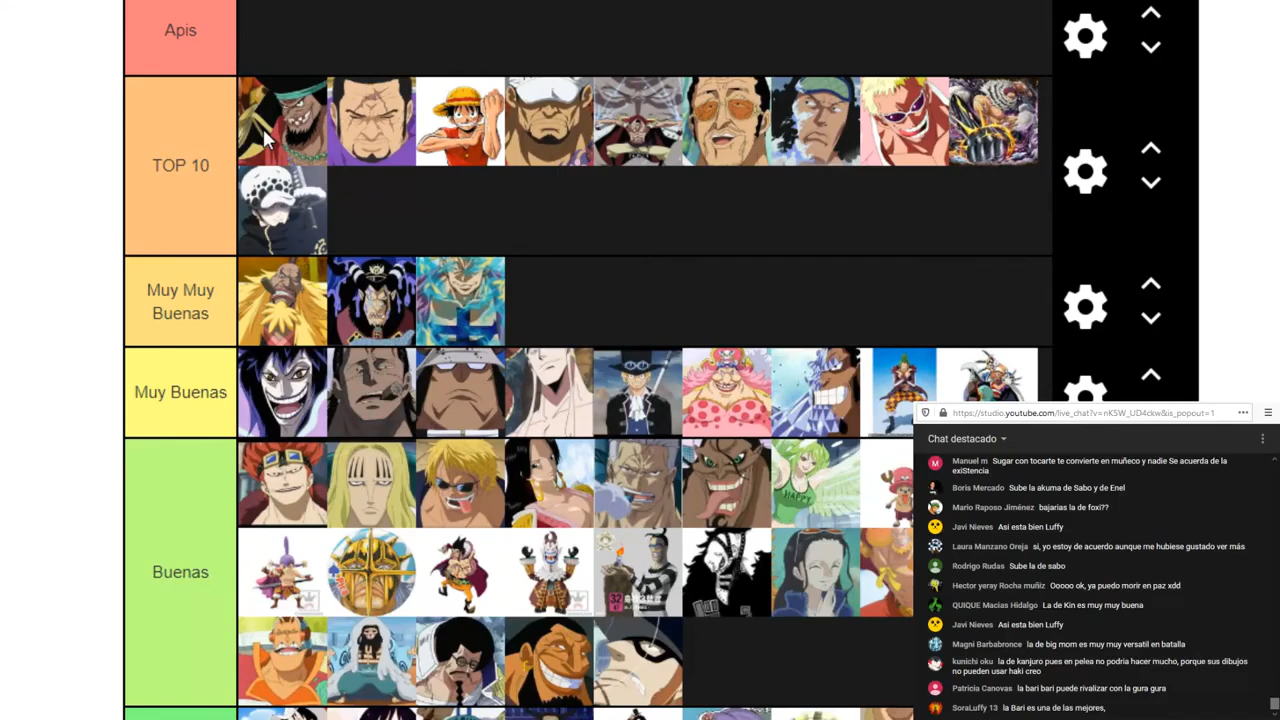 Apis
TOP 10
Muy Muy
Buenas
Muy Buenas
HAPPY
Buenas
32
https://studio.youtube.com/live_chat?v=nK5W_UD4ckw&is_popout=1
Chat destacado
Manuel m Sugar con tocarte te convierte en muñeco y nadie Se acuerda de la
exiStencia
Boris Mercado Sube la akuma de Sabo y de Enel
Mario Raposo Jiménez bajarias la de foxi??
Javi Nieves Asi esta bien Luffy
Laura Manzano Oreja si, yo estoy de acuerdo aunque me hubiese gustado ver más
Rodrigo Rudas Sube la de sabo
Hector yeray Rocha muñiz Ooooo ok, ya puedo morir en paz xdd
QUIQUE Macias Hidalgo La de Kin es muy muy buena
Javi Nieves Asi esta bien Luffy
Magni Barbabronce la de big mom es muy muy versatil en batalla
kunichi oku la de kanjuro pues en pelea no podria hacer mucho, porque sus dibujos
no pueden usar haki creo
Patricia Canovas la bari bari puede rivalizar con la gura gura
SoraLuffy 13 la Bari es una de las mejores,